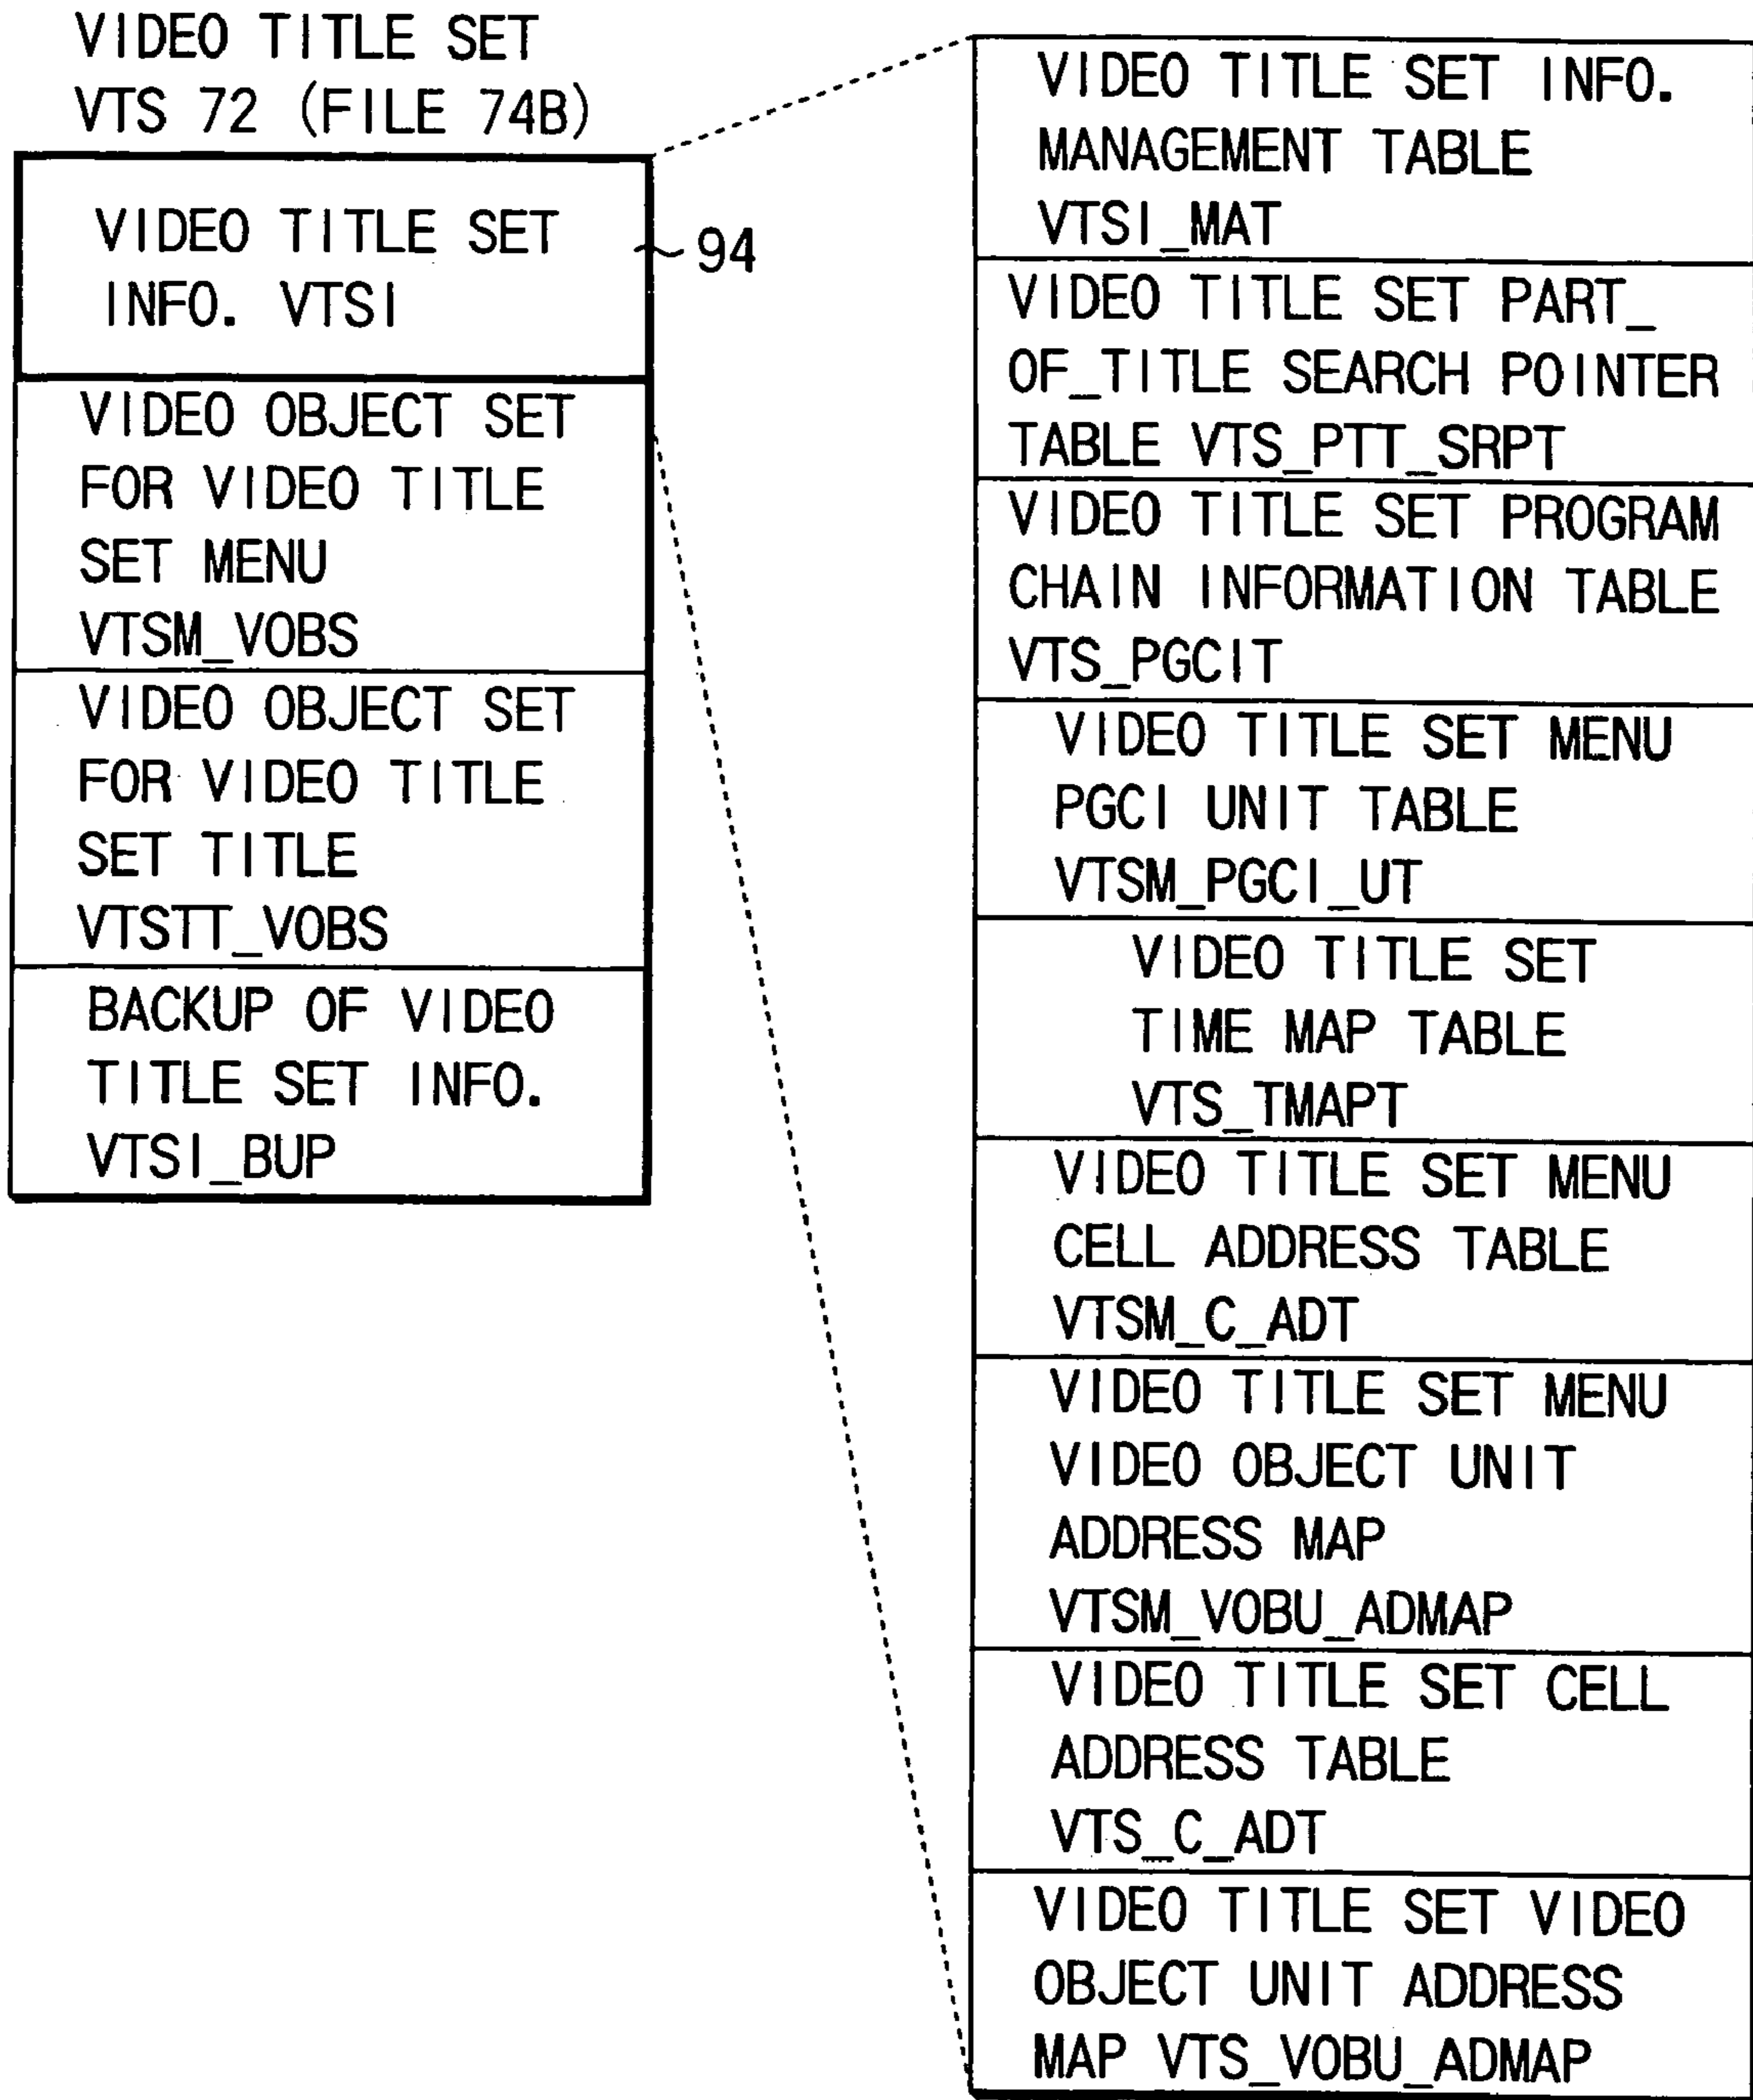 VIDEO TITLE SET
VTS 72 (FILE 74B)
VIDEO TITLE SET
INFO. VTSI
94
VIDEO OBJECT SET
FOR VIDEO TITLE
SET MENU
VTSM_VOBS
VIDEO OBJECT SET
FOR VIDEO TITLE
SET TITLE
VTSTT_VOBS
BACKUP OF VIDEO
TITLE SET INFO.
VTSI_BUP
VIDEO TITLE SET INFO.
MANAGEMENT TABLE
VTSI_MAT
VIDEO TITLE SET PART_
OF_TITLE SEARCH POINTER
TABLE VTS_PTT_SRPT
VIDEO TITLE SET PROGRAM
CHAIN INFORMATION TABLE
VTS_PGCIT
VIDEO TITLE SET MENU
PGCI UNIT TABLE
VTSM_PGCI_UT
VIDEO TITLE SET
TIME MAP TABLE
VTS_TMAPT
VIDEO TITLE SET MENU
CELL ADDRESS TABLE
VTSM_C_ADT
VIDEO TITLE SET MENU
VIDEO OBJECT UNIT
ADDRESS MAP
VTSM_VOBU_ADMAP
VIDEO TITLE SET CELL
ADDRESS TABLE
VTS_C_ADT
VIDEO TITLE SET VIDEO
OBJECT UNIT ADDRESS
MAP VTS_VOBU_ADMAP